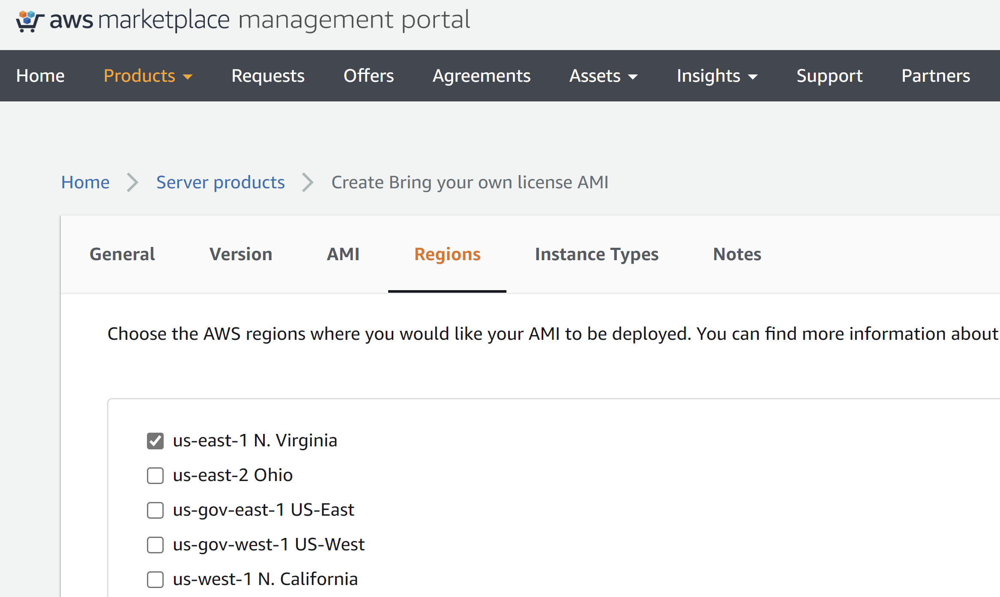 aws marketplace management portal
Home Products Requests Offers Agreements Assets Insights Support Partners
Home Server products Create Bring your own license AMI
General Version AMI Regions Instance Types Notes
Choose the AWS regions where you would like your AMI to be deployed. You can find more information about
us-east-1 N. Virginia
us-east-2 Ohio
us-gov-east-1 US-East
us-gov-west-1 US-West
us-west-1 N. California